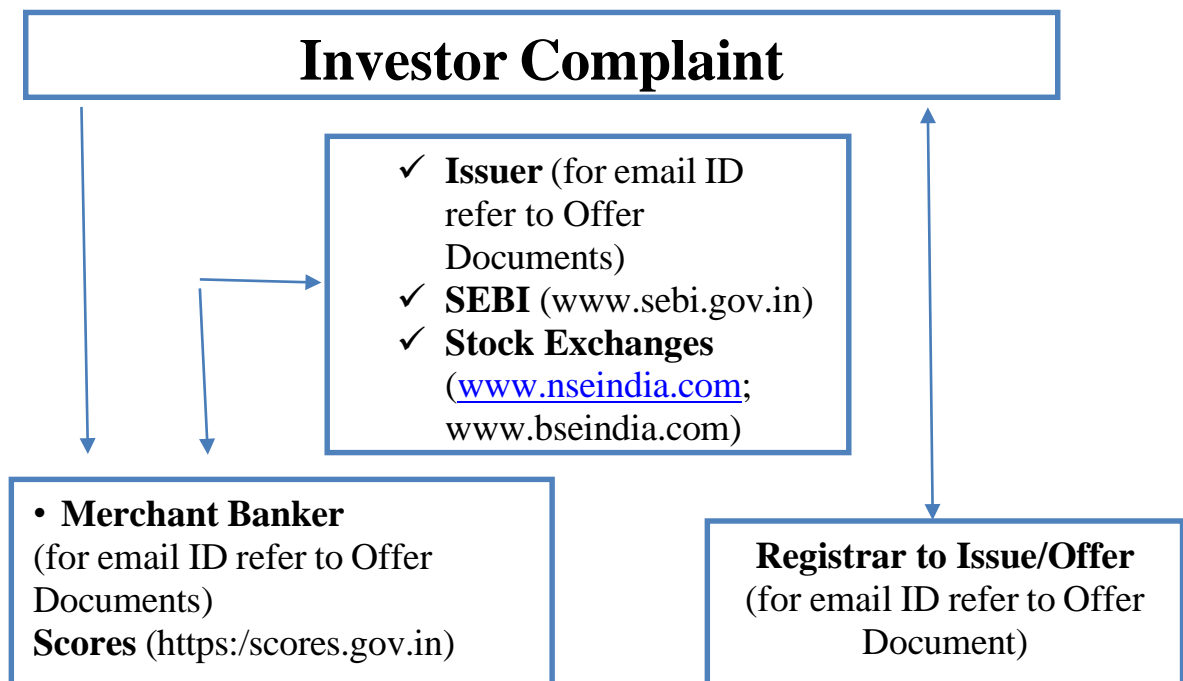 Investor Complaint
✓ Issuer (for email ID
refer to Offer
Documents)
✓ SEBI (www.sebi.gov.in)
✓ Stock Exchanges
(www.nseindia.com;
www.bseindia.com)
• Merchant Banker
(for email ID refer to Offer
Documents)
Scores (https:/scores.gov.in)
Registrar to Issue/Offer
(for email ID refer to Offer
Document)